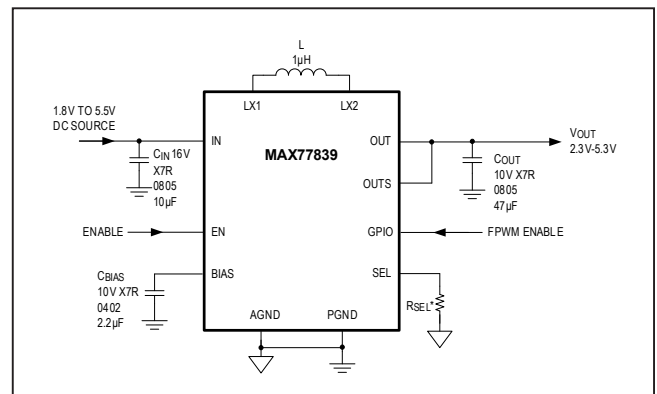 L
1µH
LX1 LX2
1.8V TO 5.5V
DC SOURCE
IN
MAX77839
OUT
VOUT
2.3V-5.3V
CIN 16V
X7R
0805
10µF
OUTS
COUT
10V X7R
0805
47µF
ENABLE
EN
GPIO
FPWM ENABLE
BIAS
SEL
CBIAS
10V X7R
0402
2.2µF
RSEL*
AGND PGND